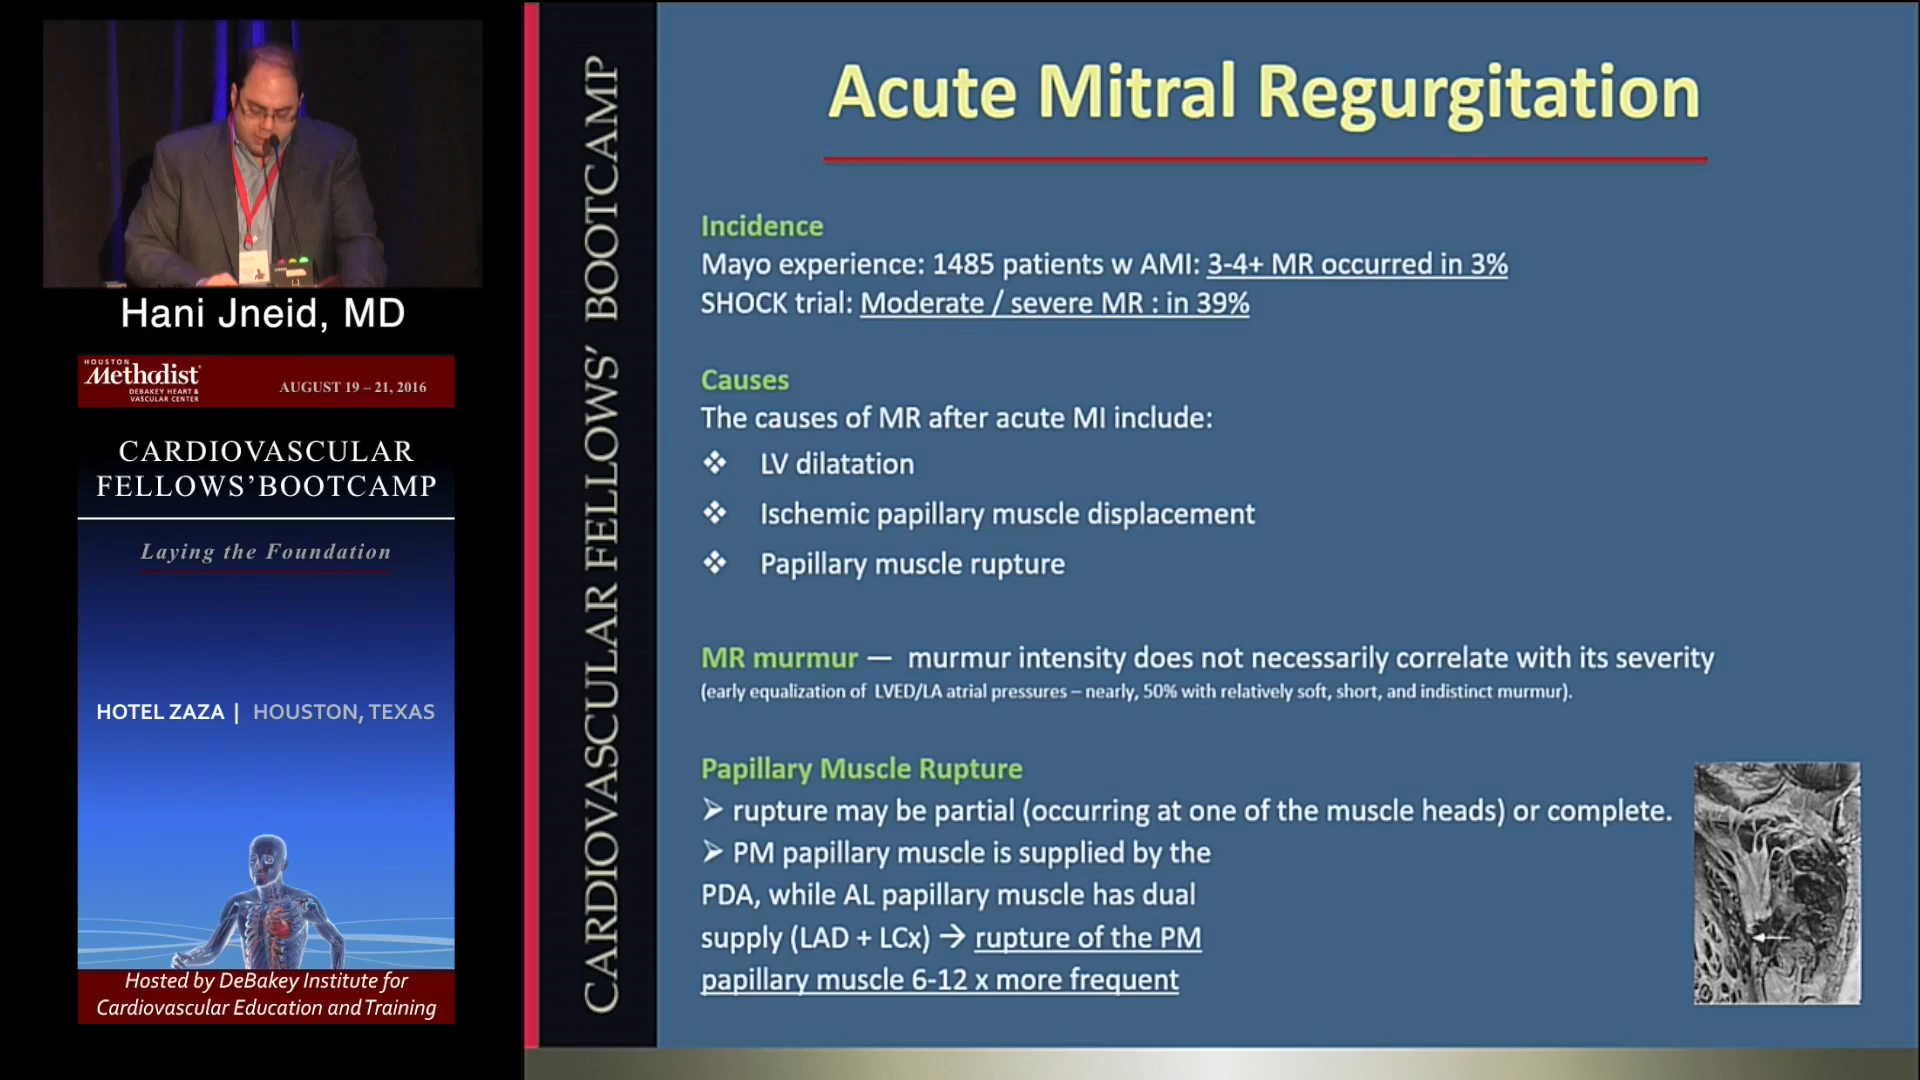 Hani Jneid, MD
HOUSTON
Methodist
DEBAKEY HEART &
VASCULAR CENTER
AUGUST 19 – 21, 2016
CARDIOVASCULAR
FELLOWS' BOOTCAMP
Laying the Foundation
HOTEL ZAZA | HOUSTON, TEXAS
Hosted by DeBakey Institute for
Cardiovascular Education and Training
CARDIOVASCULAR FELLOWS' BOOTCAMP
Acute Mitral Regurgitation
Incidence
Mayo experience: 1485 patients w AMI: 3-4+ MR occurred in 3%
SHOCK trial: Moderate / severe MR : in 39%
Causes
The causes of MR after acute MI include:
❖ LV dilatation
❖ Ischemic papillary muscle displacement
❖ Papillary muscle rupture
MR murmur — murmur intensity does not necessarily correlate with its severity
(early equalization of LVED/LA atrial pressures – nearly, 50% with relatively soft, short, and indistinct murmur).
Papillary Muscle Rupture
➢ rupture may be partial (occurring at one of the muscle heads) or complete.
➢ PM papillary muscle is supplied by the
PDA, while AL papillary muscle has dual
supply (LAD + LCx) → rupture of the PM
papillary muscle 6-12 x more frequent